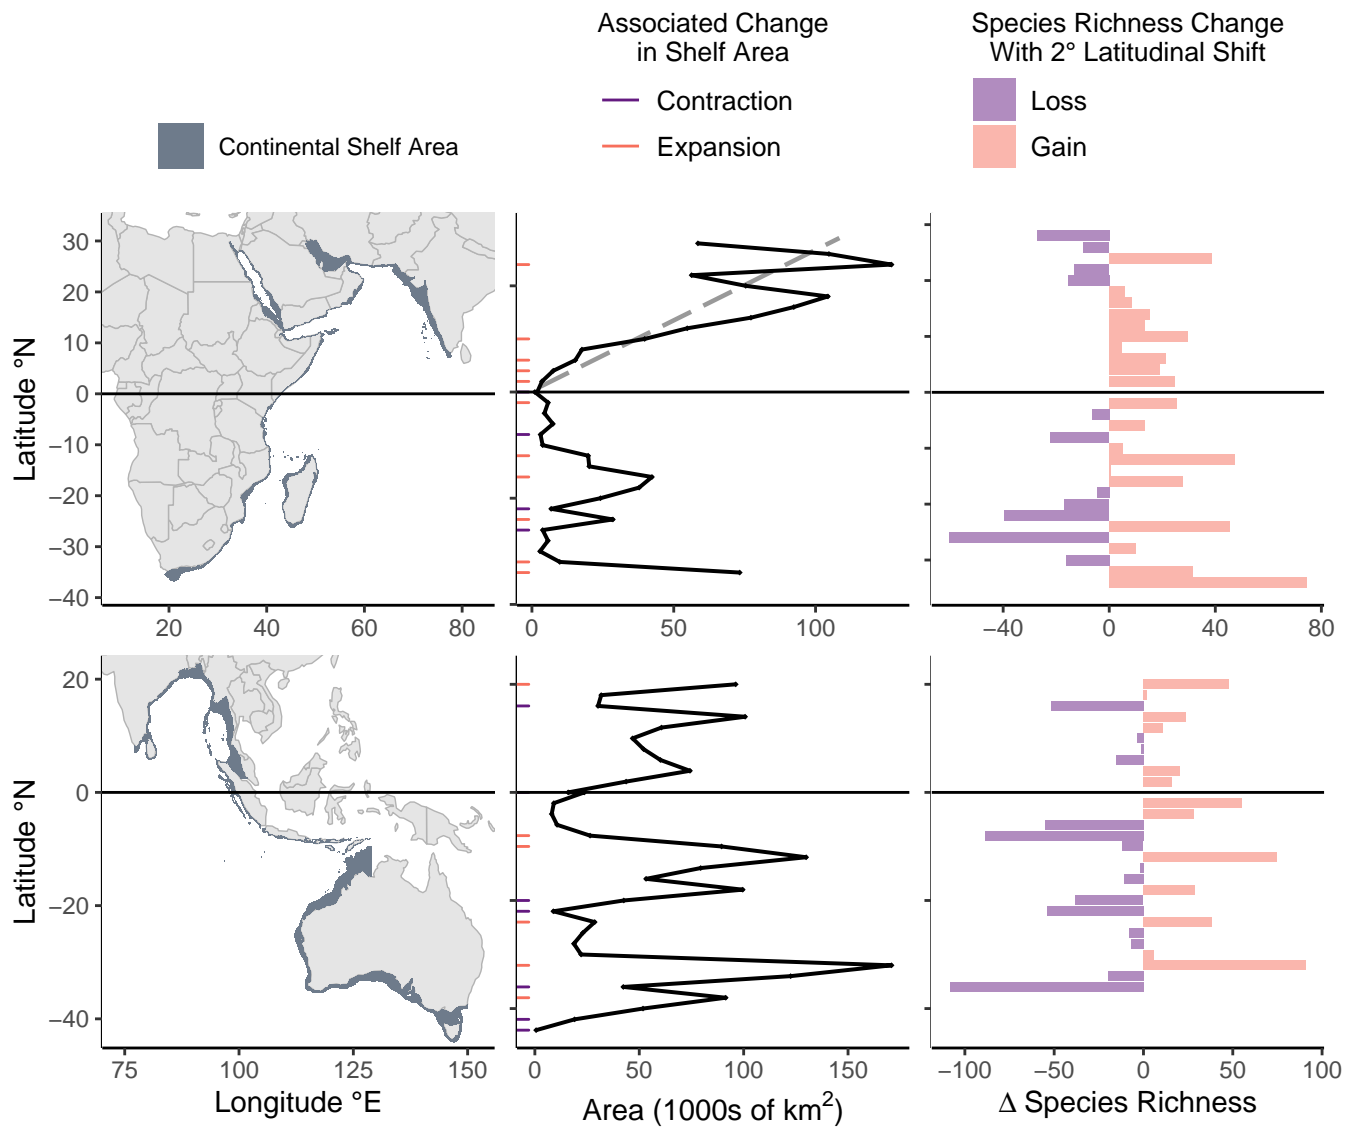 Associated Change
in Shelf Area
Contraction
Expansion
Species Richness Change
With 2° Latitudinal Shift
Loss
Gain
Continental Shelf Area
Latitude °N
30
20
10
0
−10
−20
−30
−40
20
40
60
80
0
50
100
−40
0
40
80
Latitude °N
20
0
−20
−40
75
100
125
150
Longitude °E
0
50
100
150
Area (1000s of km²)
−100
−50
0
50
100
Δ Species Richness